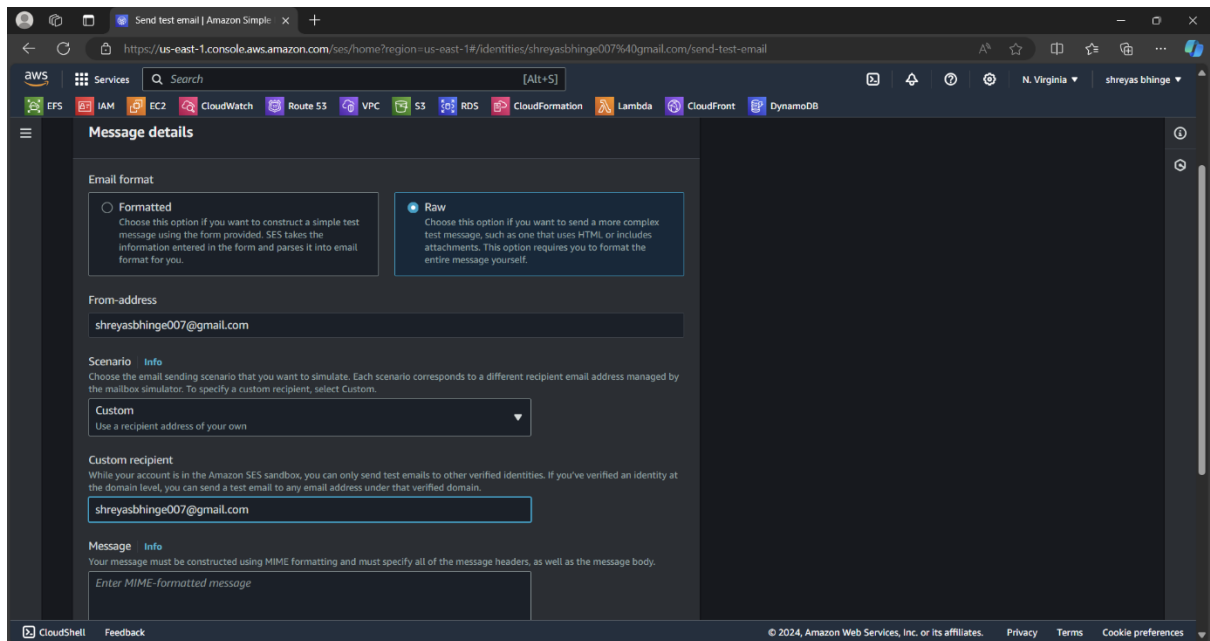 Send test email | Amazon Simple
https://us-east-1.console.aws.amazon.com/ses/home?region=us-east-1#/identities/shreyasbhinge007%40gmail.com/send-test-email
aws Services Search [Alt+S] N. Virginia shreyas bhinge
EFS IAM EC2 CloudWatch Route 53 VPC S3 RDS CloudFormation Lambda CloudFront DynamoDB
Message details
Email format
Formatted
Choose this option if you want to construct a simple test
message using the form provided. SES takes the
information entered in the form and parses it into email
format for you.
Raw
Choose this option if you want to send a more complex
test message, such as one that uses HTML or includes
attachments. This option requires you to format the
entire message yourself.
From-address
shreyasbhinge007@gmail.com
Scenario Info
Choose the email sending scenario that you want to simulate. Each scenario corresponds to a different recipient email address managed by
the mailbox simulator. To specify a custom recipient, select Custom.
Custom
Use a recipient address of your own
Custom recipient
While your account is in the Amazon SES sandbox, you can only send test emails to other verified identities. If you've verified an identity at
the domain level, you can send a test email to any email address under that verified domain.
shreyasbhinge007@gmail.com
Message Info
Your message must be constructed using MIME formatting and must specify all of the message headers, as well as the message body.
Enter MIME-formatted message
CloudShell Feedback © 2024, Amazon Web Services, Inc. or its affiliates. Privacy Terms Cookie preferences